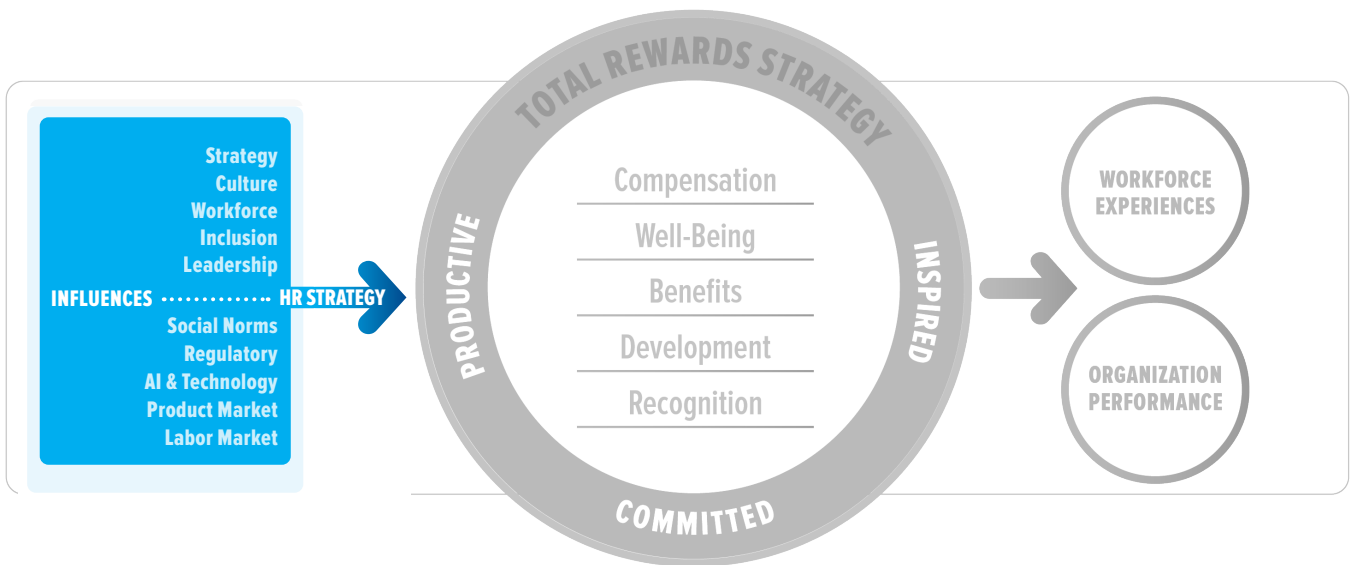 Strategy
Culture
Workforce
Inclusion
Leadership
INFLUENCES HR STRATEGY
Social Norms
Regulatory
AI & Technology
Product Market
Labor Market
TOTAL REWARDS STRATEGY
PRODUCTIVE
Compensation
Well-Being
Benefits
Development
Recognition
INSPIRED
COMMITTED
WORKFORCE
EXPERIENCES
ORGANIZATION
PERFORMANCE